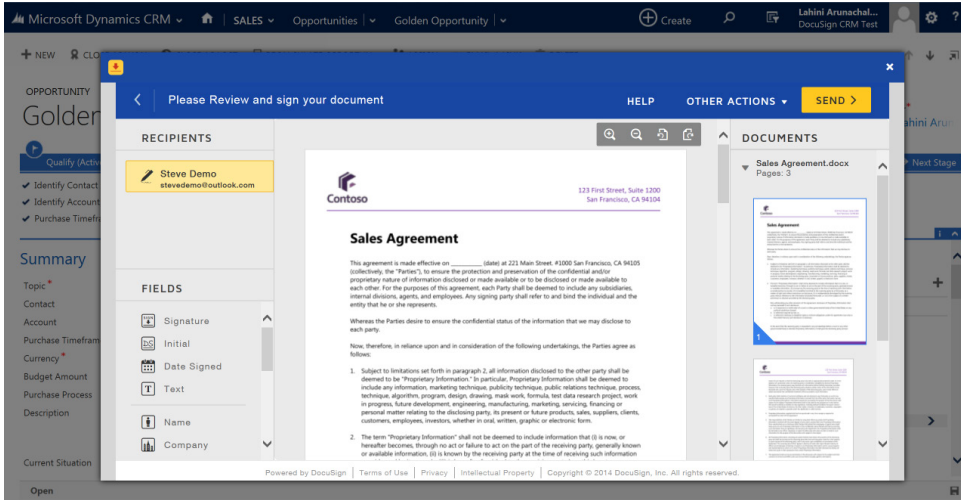 Microsoft Dynamics CRM
SALES
Opportunities
Golden Opportunity
Create
Lahini Arunachal...
DocuSign CRM Test
?
+ NEW
CLO
OPPORTUNITY
Golden
Lahini Arun
Qualify (Activ
Next Stage
Identify Contact
Identify Account
Purchase Timefra
Summary
Topic *
Contact
Account
Purchase Timefram
Currency *
Budget Amount
Purchase Process
Description
Current Situation
Open
Please Review and sign your document
HELP
OTHER ACTIONS
SEND >
RECIPIENTS
Steve Demo
stevedemo@outlook.com
FIELDS
Signature
DS Initial
Date Signed
T Text
Name
Company
Contoso
123 First Street, Suite 1200
San Francisco, CA 94104
Sales Agreement
This agreement is made effective on __________ (date) at 221 Main Street. #1000 San Francisco, CA 94105
(collectively, the "Parties"), to ensure the protection and preservation of the confidential and/or
proprietary nature of information disclosed or made available or to be disclosed or made available to
each other. For the purposes of this agreement, each Party shall be deemed to include any subsidiaries,
internal divisions, agents, and employees. Any signing party shall refer to and bind the individual and the
entity that he or she represents.
Whereas the Parties desire to ensure the confidential status of the information that we may disclose to
each party.
Now, therefore, in reliance upon and in consideration of the following undertakings, the Parties agree as
follows:
1. Subject to limitations set forth in paragraph 2, all information disclosed to the other party shall be
deemed to be "Proprietary Information." In particular, Proprietary Information shall be deemed to
include any information, marketing technique, publicity technique, public relations technique, process,
technique, algorithm, program, design, drawing, mask work, formula, test data research project, work
in progress, future development, engineering, manufacturing, marketing, servicing, financing or
personal matter relating to the disclosing party, its present or future products, sales, suppliers, clients,
customers, employees, investors, whether in oral, written, graphic or electronic form.
2. The term "Proprietary Information" shall not be deemed to include information that (i) is now, or
hereafter becomes, through no act or failure to act on the part of the receiving party, generally known
or available information, (ii) is known by the receiving party at the time of receiving such information
DOCUMENTS
Sales Agreement.docx
Pages: 3
Contoso
Sales Agreement
1
Powered by DocuSign | Terms of Use | Privacy | Intellectual Property | Copyright © 2014 DocuSign, Inc. All rights reserved.